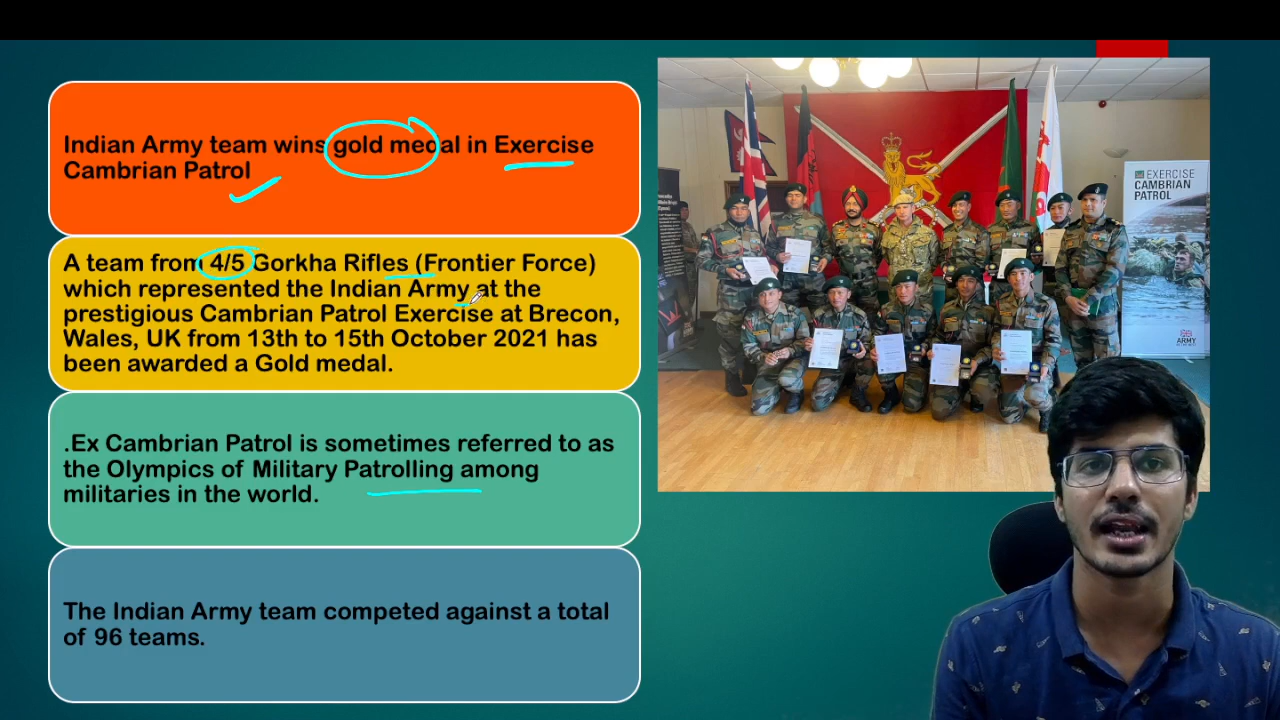 Indian Army team wins gold medal in Exercise
Cambrian Patrol
A team from 4/5 Gorkha Rifles (Frontier Force)
which represented the Indian Army at the
prestigious Cambrian Patrol Exercise at Brecon,
Wales, UK from 13th to 15th October 2021 has
been awarded a Gold medal.
.Ex Cambrian Patrol is sometimes referred to as
the Olympics of Military Patrolling among
militaries in the world.
The Indian Army team competed against a total
of 96 teams.
EXERCISE
CAMBRIAN
PATROL
ARMY